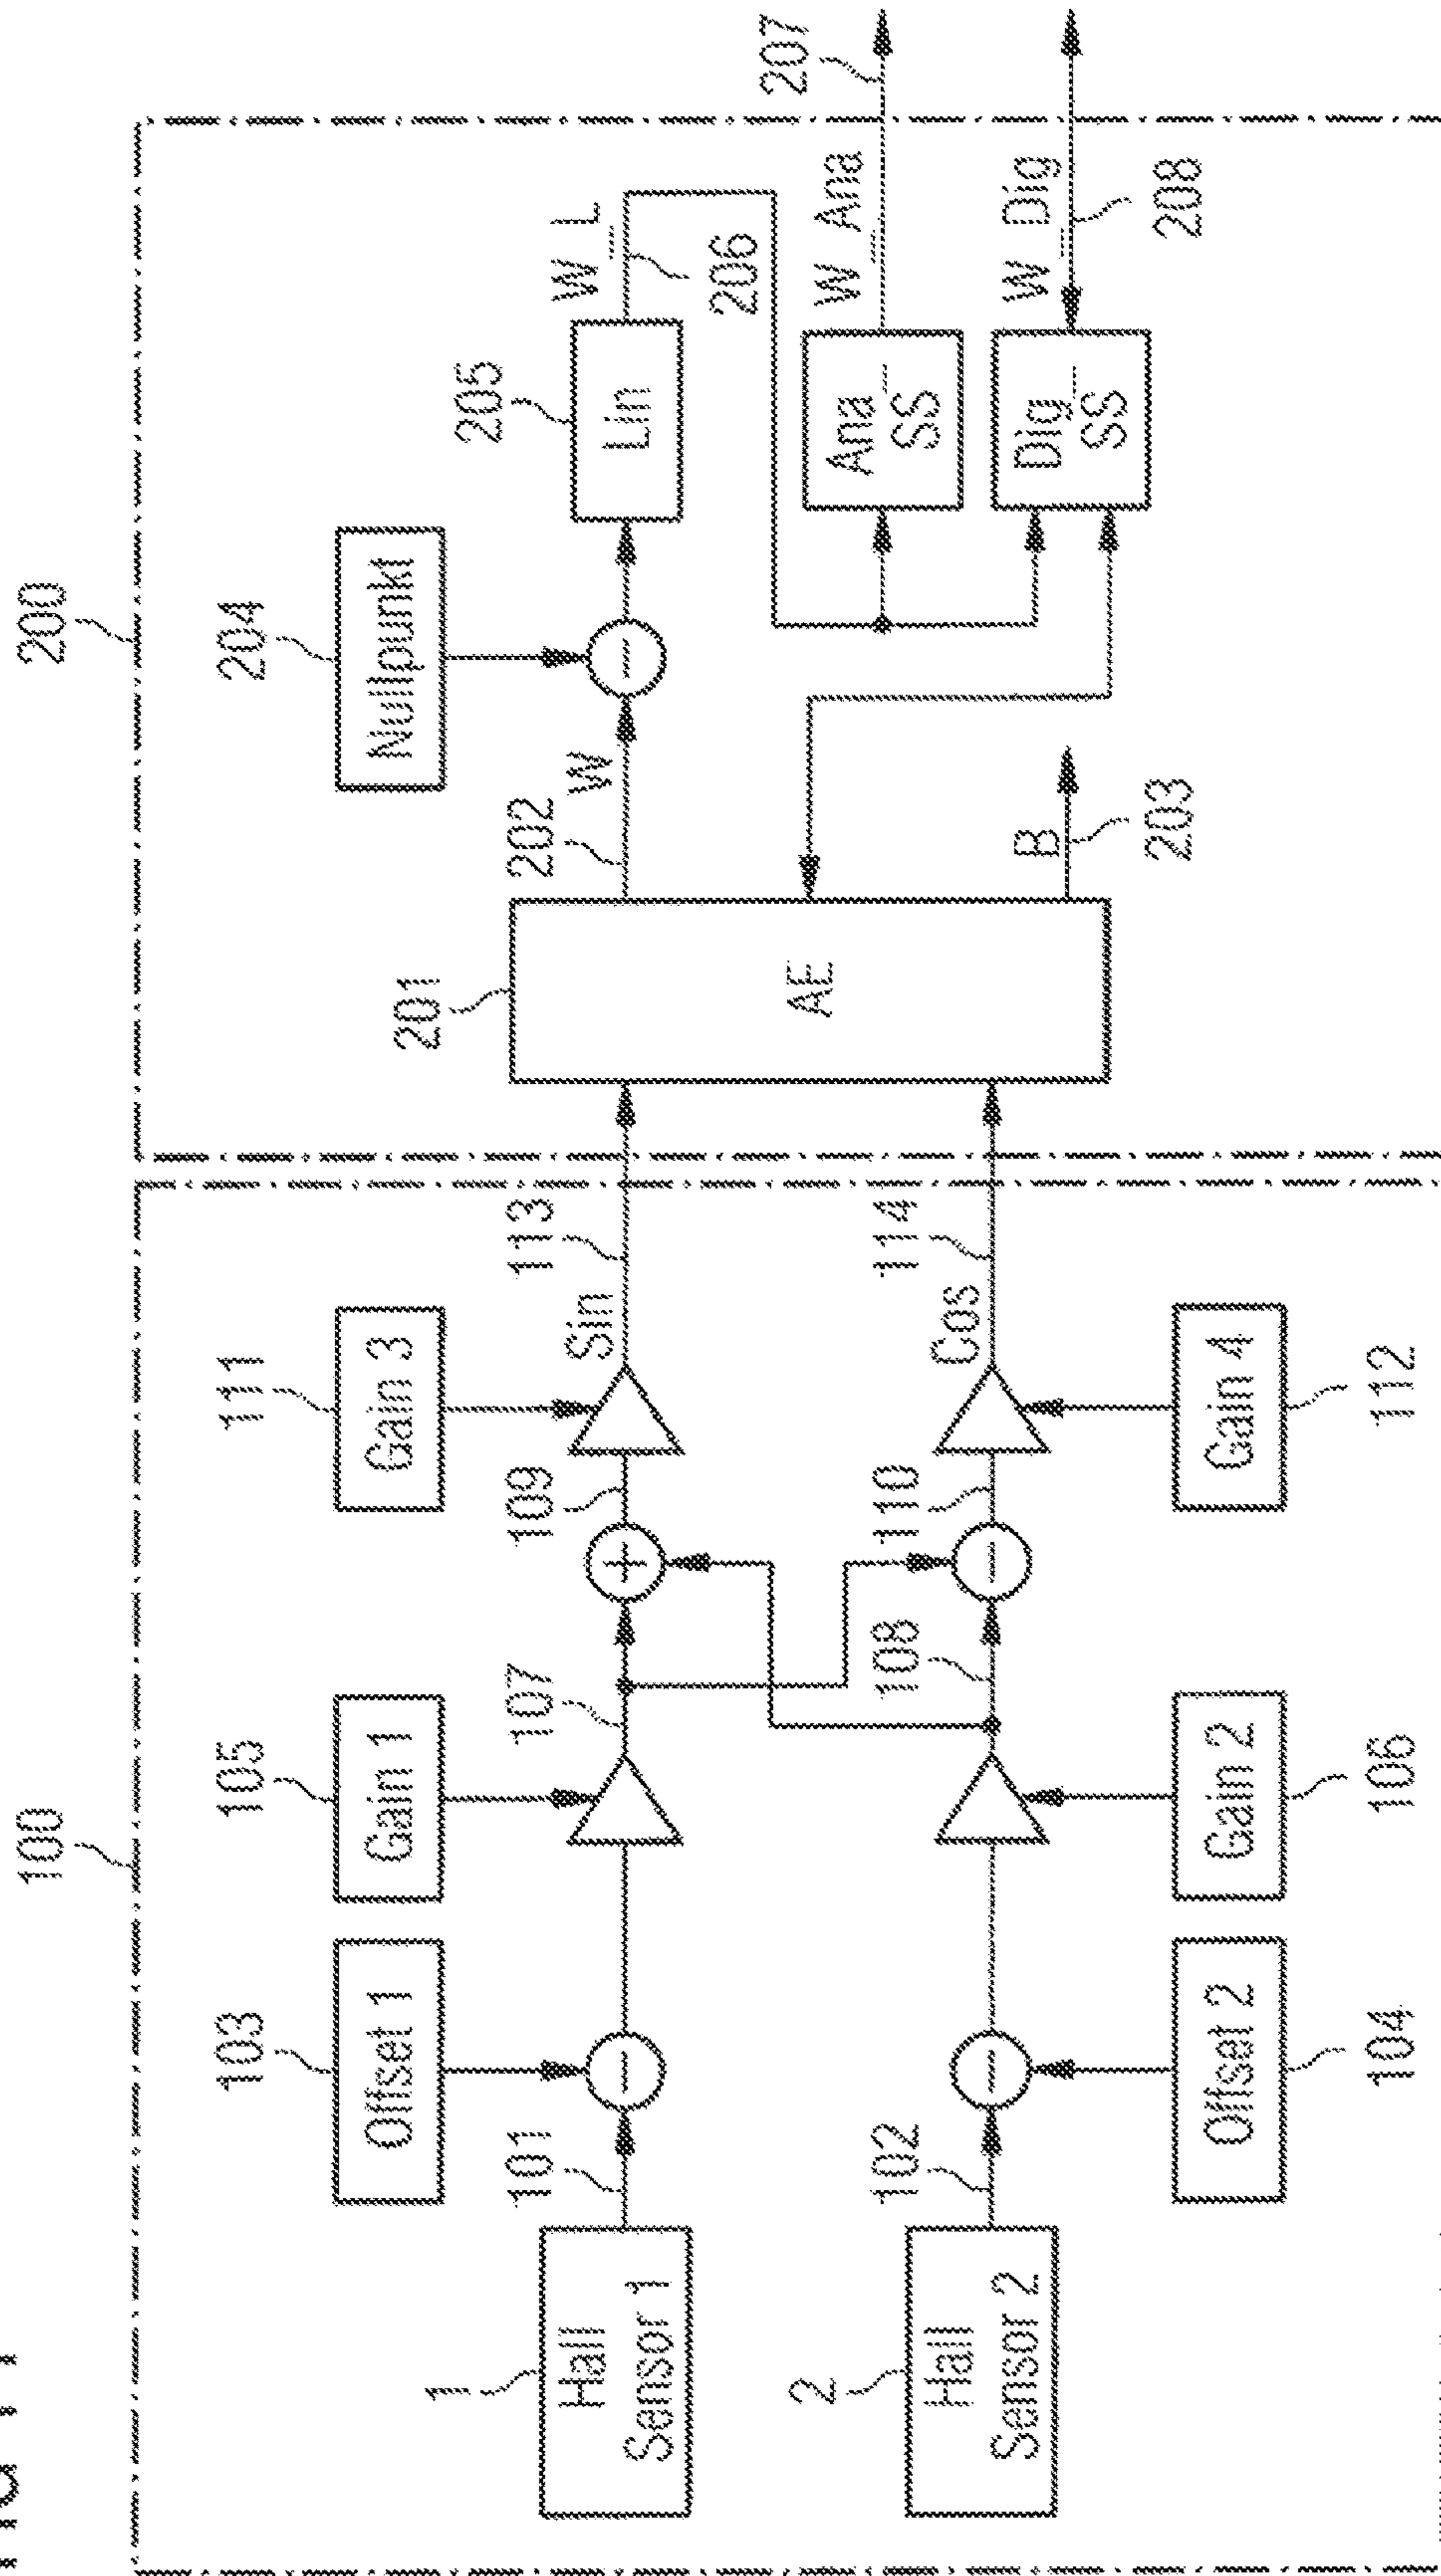 100
200
103
105
111
204
Offset 1
Gain 1
Gain 3
Nullpunkt
205
1
101
107
109
113
201
202
Hall
Sensor 1
Sin
W
Lin
W_L
206
207
2
102
108
110
114
AE
Hall
Sensor 2
Cos
Ana_
SS
W_Ana
B
203
Dig_
SS
W_Dig
208
Offset 2
Gain 2
Gain 4
104
106
112